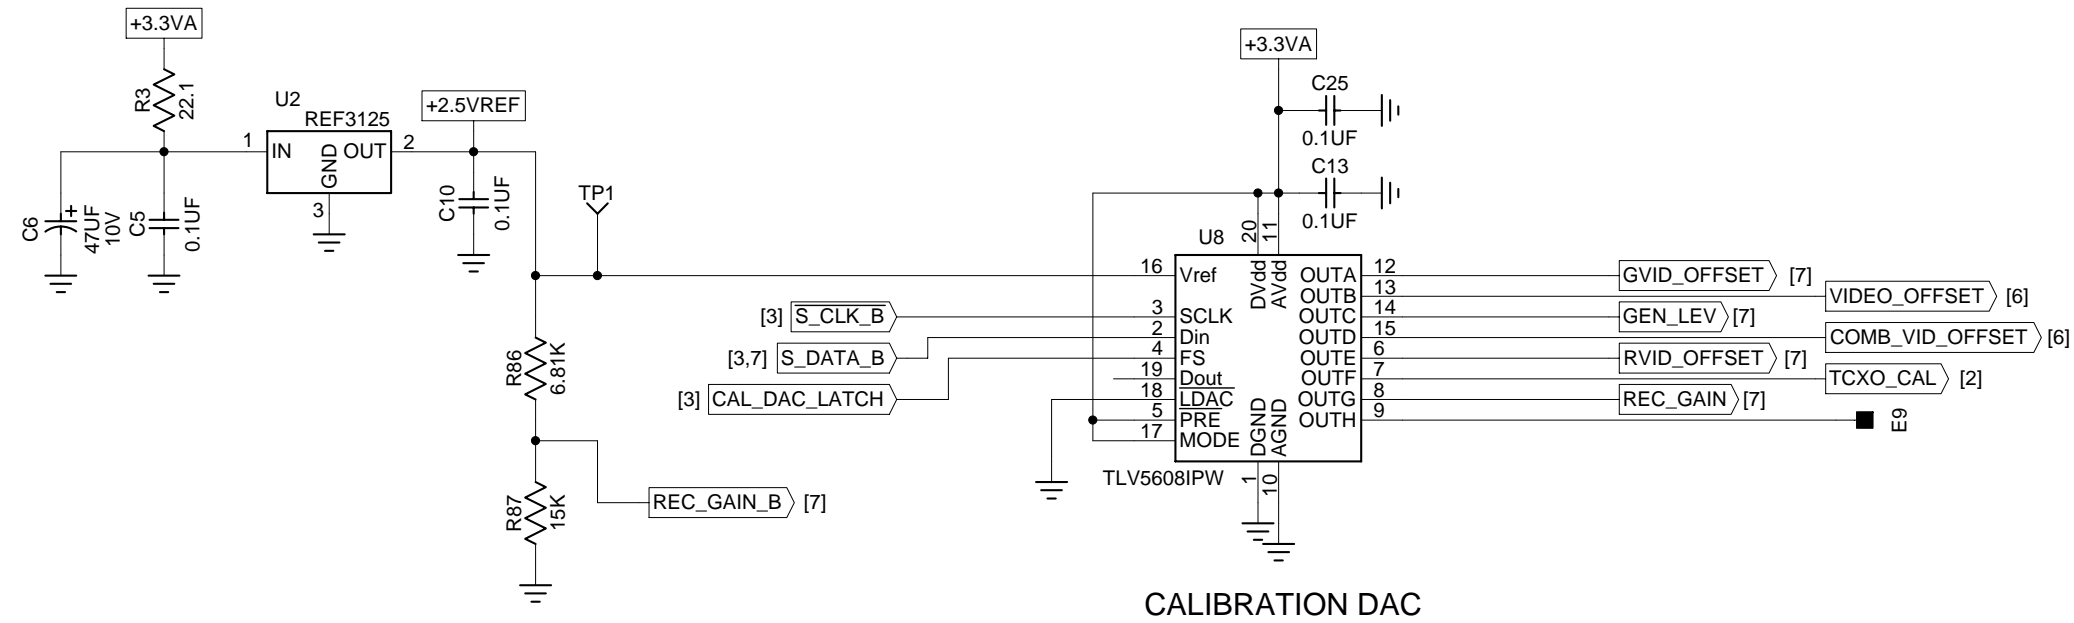 +3.3VA
R3
22.1
U2
REF3125
1
IN
GND
OUT
2
3
+2.5VREF
C6
47UF
10V
C5
0.1UF
C10
0.1UF
TP1
R86
6.81K
R87
15K
REC_GAIN_B [7]
+3.3VA
C25
0.1UF
C13
0.1UF
U8
20
11
DVdd
AVdd
16 Vref
[3] S_CLK_B 3 SCLK
[3,7] S_DATA_B 2 Din
[3] CAL_DAC_LATCH 4 FS
19 Dout
18 LDAC
5 PRE
17 MODE
DGND
AGND
1
10
TLV5608IPW
OUTA 12 GVID_OFFSET [7]
OUTB 13 VIDEO_OFFSET [6]
OUTC 14 GEN_LEV [7]
OUTD 15 COMB_VID_OFFSET [6]
OUTE 6 RVID_OFFSET [7]
OUTF 7 TCXO_CAL [2]
OUTG 8 REC_GAIN [7]
OUTH 9 E9
CALIBRATION DAC